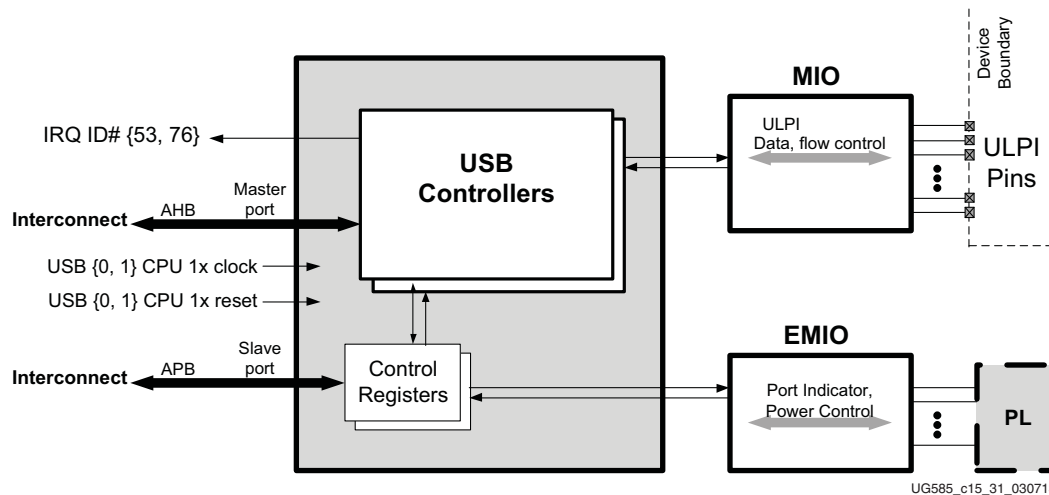 Device
Boundary
MIO
IRQ ID# {53, 76}
ULPI
Data, flow control
USB
Controllers
ULPI
Pins
Master
port
Interconnect
AHB
USB {0, 1} CPU 1x clock
USB {0, 1} CPU 1x reset
EMIO
Slave
port
Interconnect
APB
Control
Registers
Port Indicator,
Power Control
PL
UG585_c15_31_03071